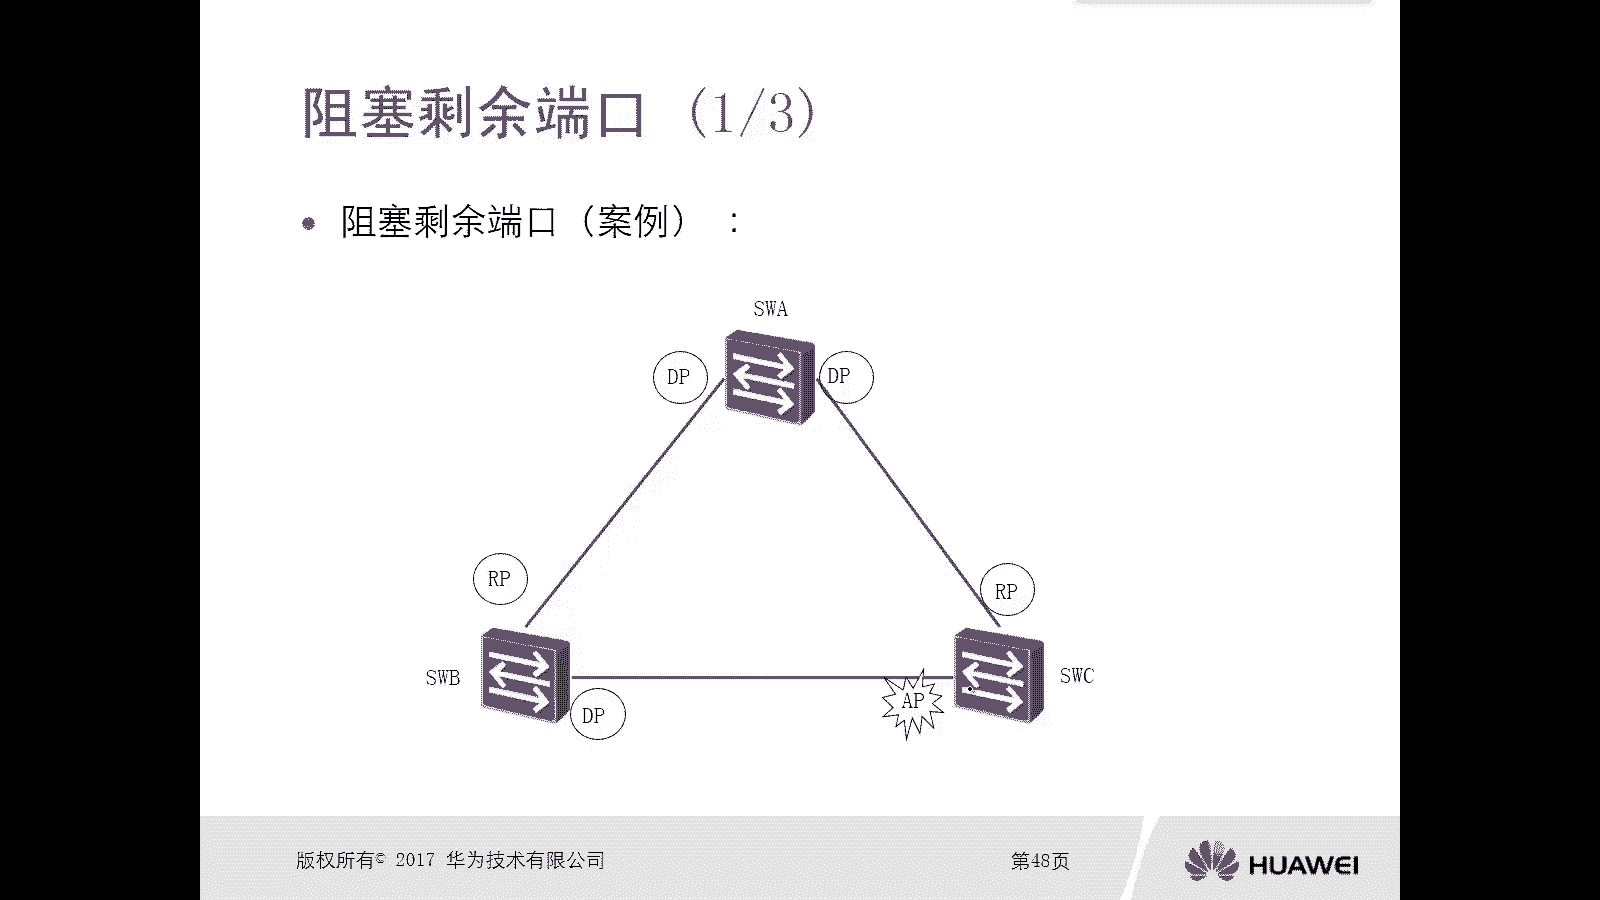 阻塞剩余端口 (1/3)
阻塞剩余端口（案例）：
SWA
DP
DP
RP
RP
SWB
SWC
DP
AP
版权所有© 2017 华为技术有限公司
第48页
HUAWEI